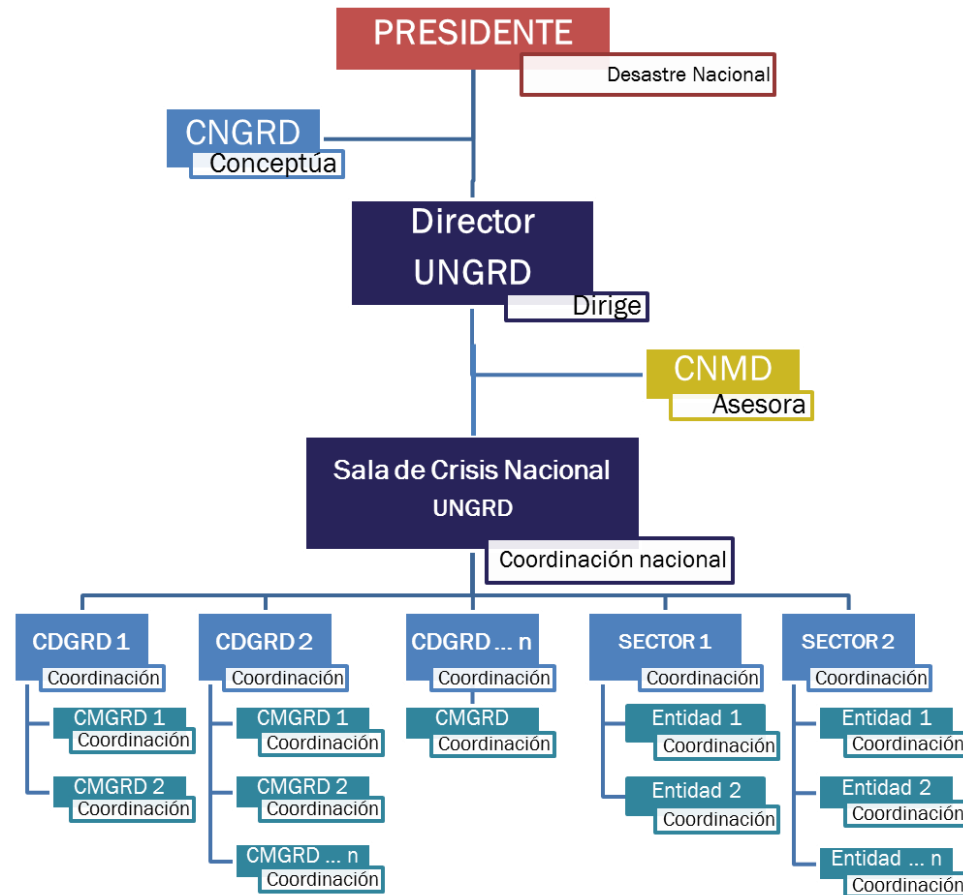 PRESIDENTE
Desastre Nacional
CNGRD
Conceptúa
Director
UNGRD
Dirige
CNMD
Asesora
Sala de Crisis Nacional
UNGRD
Coordinación nacional
CDGRD 1
Coordinación
CMGRD 1
Coordinación
CMGRD 2
Coordinación
CDGRD 2
Coordinación
CMGRD 1
Coordinación
CMGRD 2
Coordinación
CMGRD ... n
Coordinación
CDGRD ... n
Coordinación
CMGRD
Coordinación
SECTOR 1
Coordinación
Entidad 1
Coordinación
Entidad 2
Coordinación
SECTOR 2
Coordinación
Entidad 1
Coordinación
Entidad 2
Coordinación
Entidad ... n
Coordinación